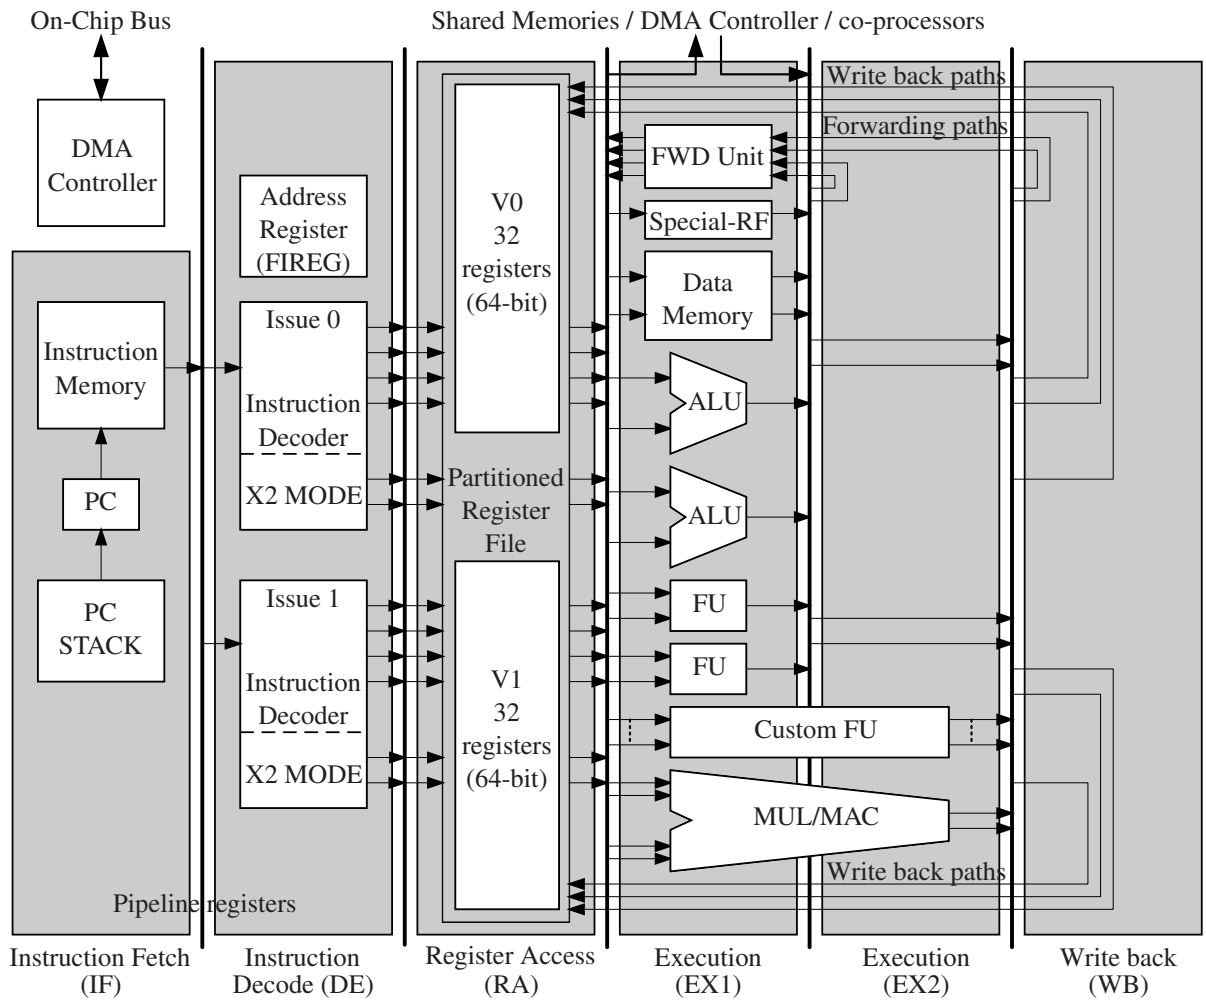 On-Chip Bus
Shared Memories / DMA Controller / co-processors
DMA
Controller
Address
Register
(FIREG)
Instruction
Memory
PC
PC
STACK
Pipeline registers
Issue 0
Instruction
Decoder
X2 MODE
Issue 1
Instruction
Decoder
X2 MODE
V0
32
registers
(64-bit)
Partitioned
Register
File
V1
32
registers
(64-bit)
Write back paths
Forwarding paths
FWD Unit
Special-RF
Data
Memory
ALU
ALU
FU
FU
Custom FU
MUL/MAC
Write back paths
Instruction Fetch
(IF)
Instruction
Decode (DE)
Register Access
(RA)
Execution
(EX1)
Execution
(EX2)
Write back
(WB)